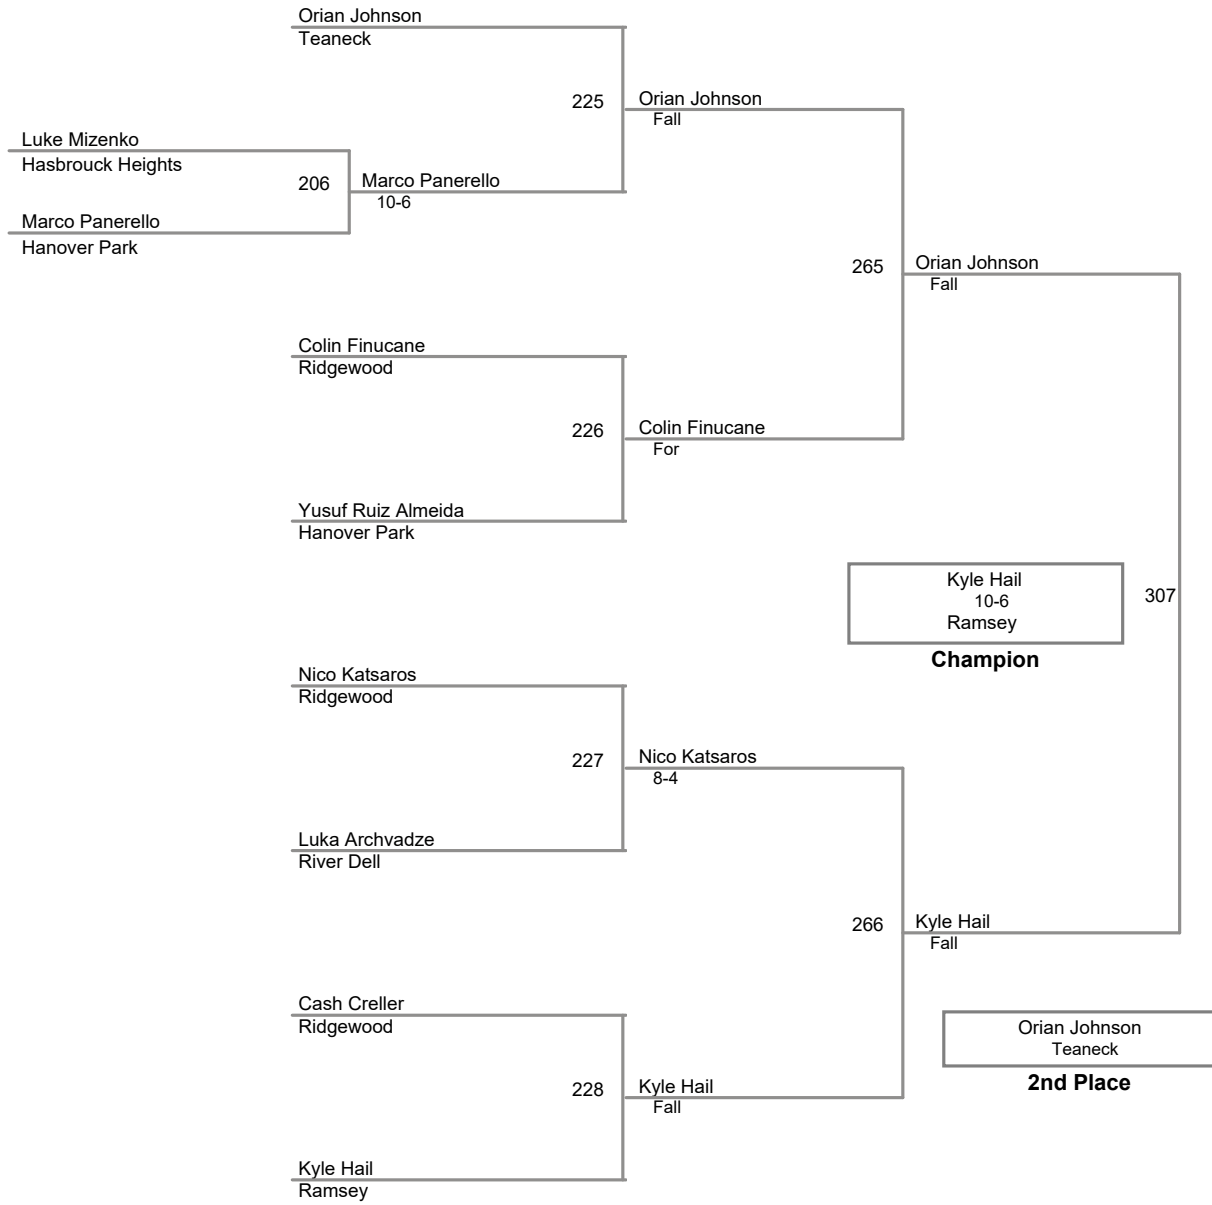 Orian Johnson
Teaneck
225
Orian Johnson
Fall
Luke Mizenko
Hasbrouck Heights
206
Marco Panerello
10-6
Marco Panerello
Hanover Park
265
Orian Johnson
Fall
Colin Finucane
Ridgewood
226
Colin Finucane
For
Yusuf Ruiz Almeida
Hanover Park
Kyle Hail
10-6
Ramsey
307
Champion
Nico Katsaros
Ridgewood
227
Nico Katsaros
8-4
Luka Archvadze
River Dell
266
Kyle Hail
Fall
Cash Creller
Ridgewood
Orian Johnson
Teaneck
2nd Place
228
Kyle Hail
Fall
Kyle Hail
Ramsey